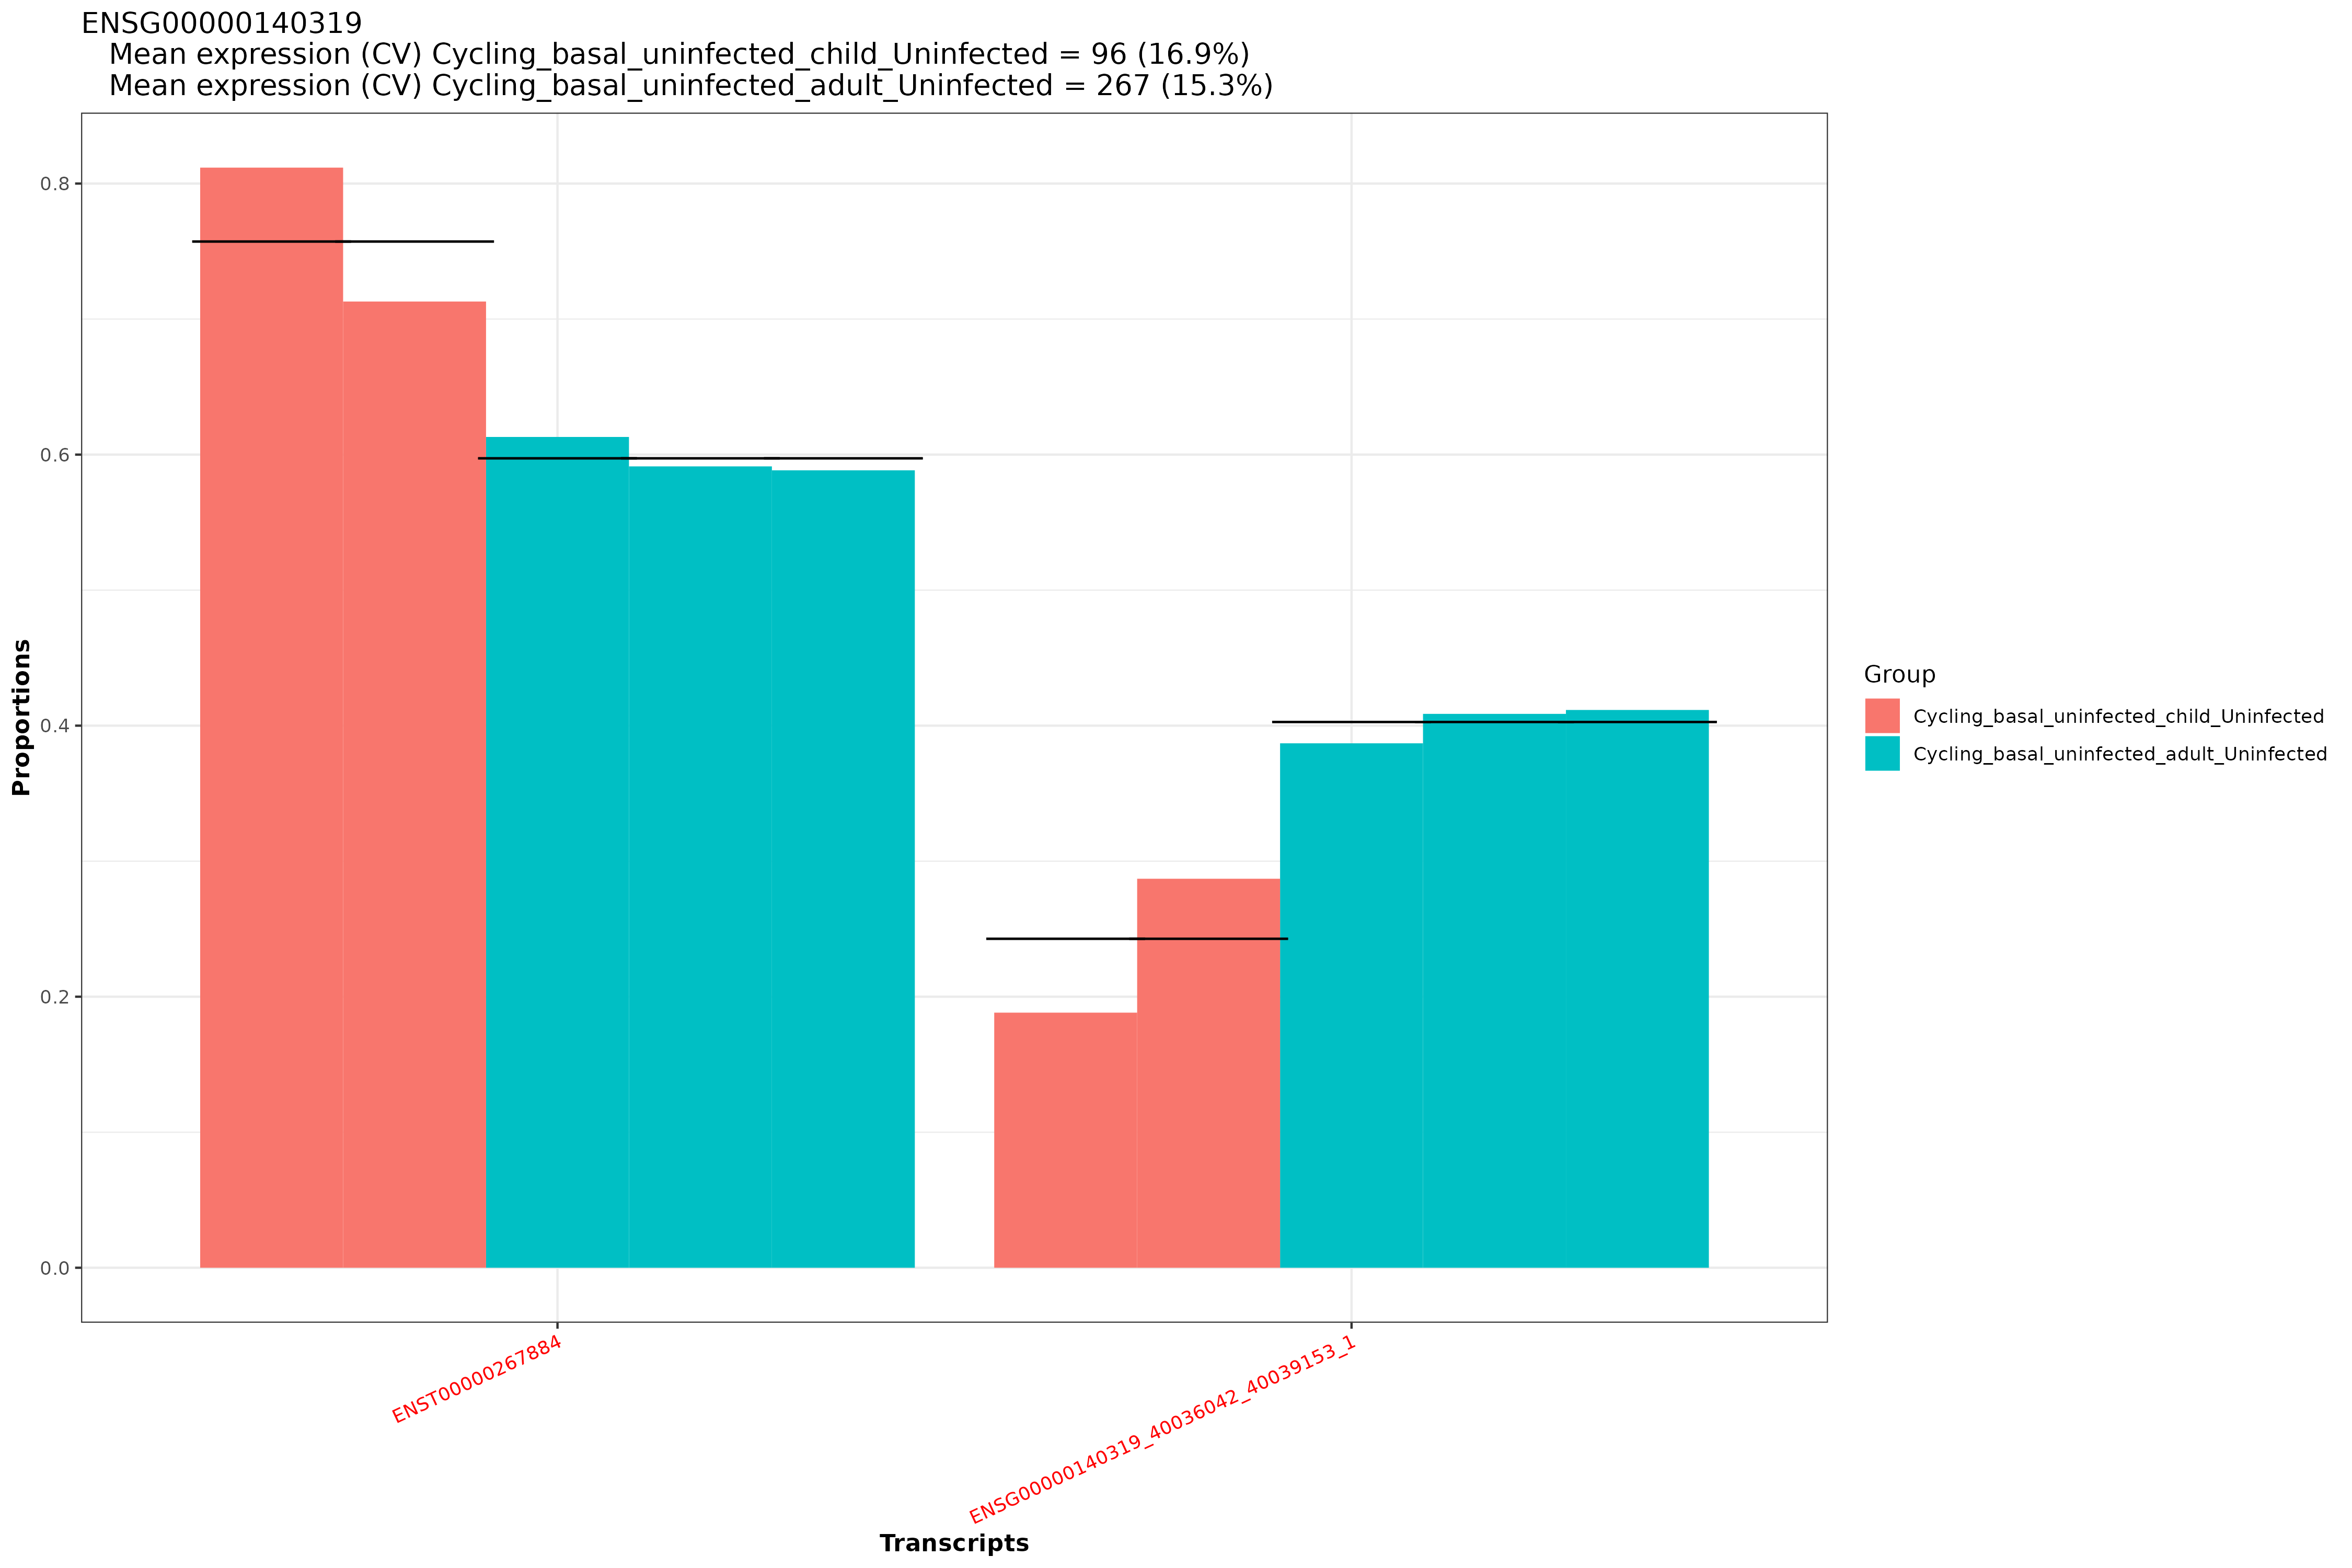 ENSG00000140319
Mean expression (CV) Cycling_basal_uninfected_child_Uninfected = 96 (16.9%)
Mean expression (CV) Cycling_basal_uninfected_adult_Uninfected = 267 (15.3%)
0.8
0.6
0.4
0.2
0.0
Proportions
ENST00000267884
ENSG00000140319_40036042_40039153_1
Transcripts
Group
Cycling_basal_uninfected_child_Uninfected
Cycling_basal_uninfected_adult_Uninfected